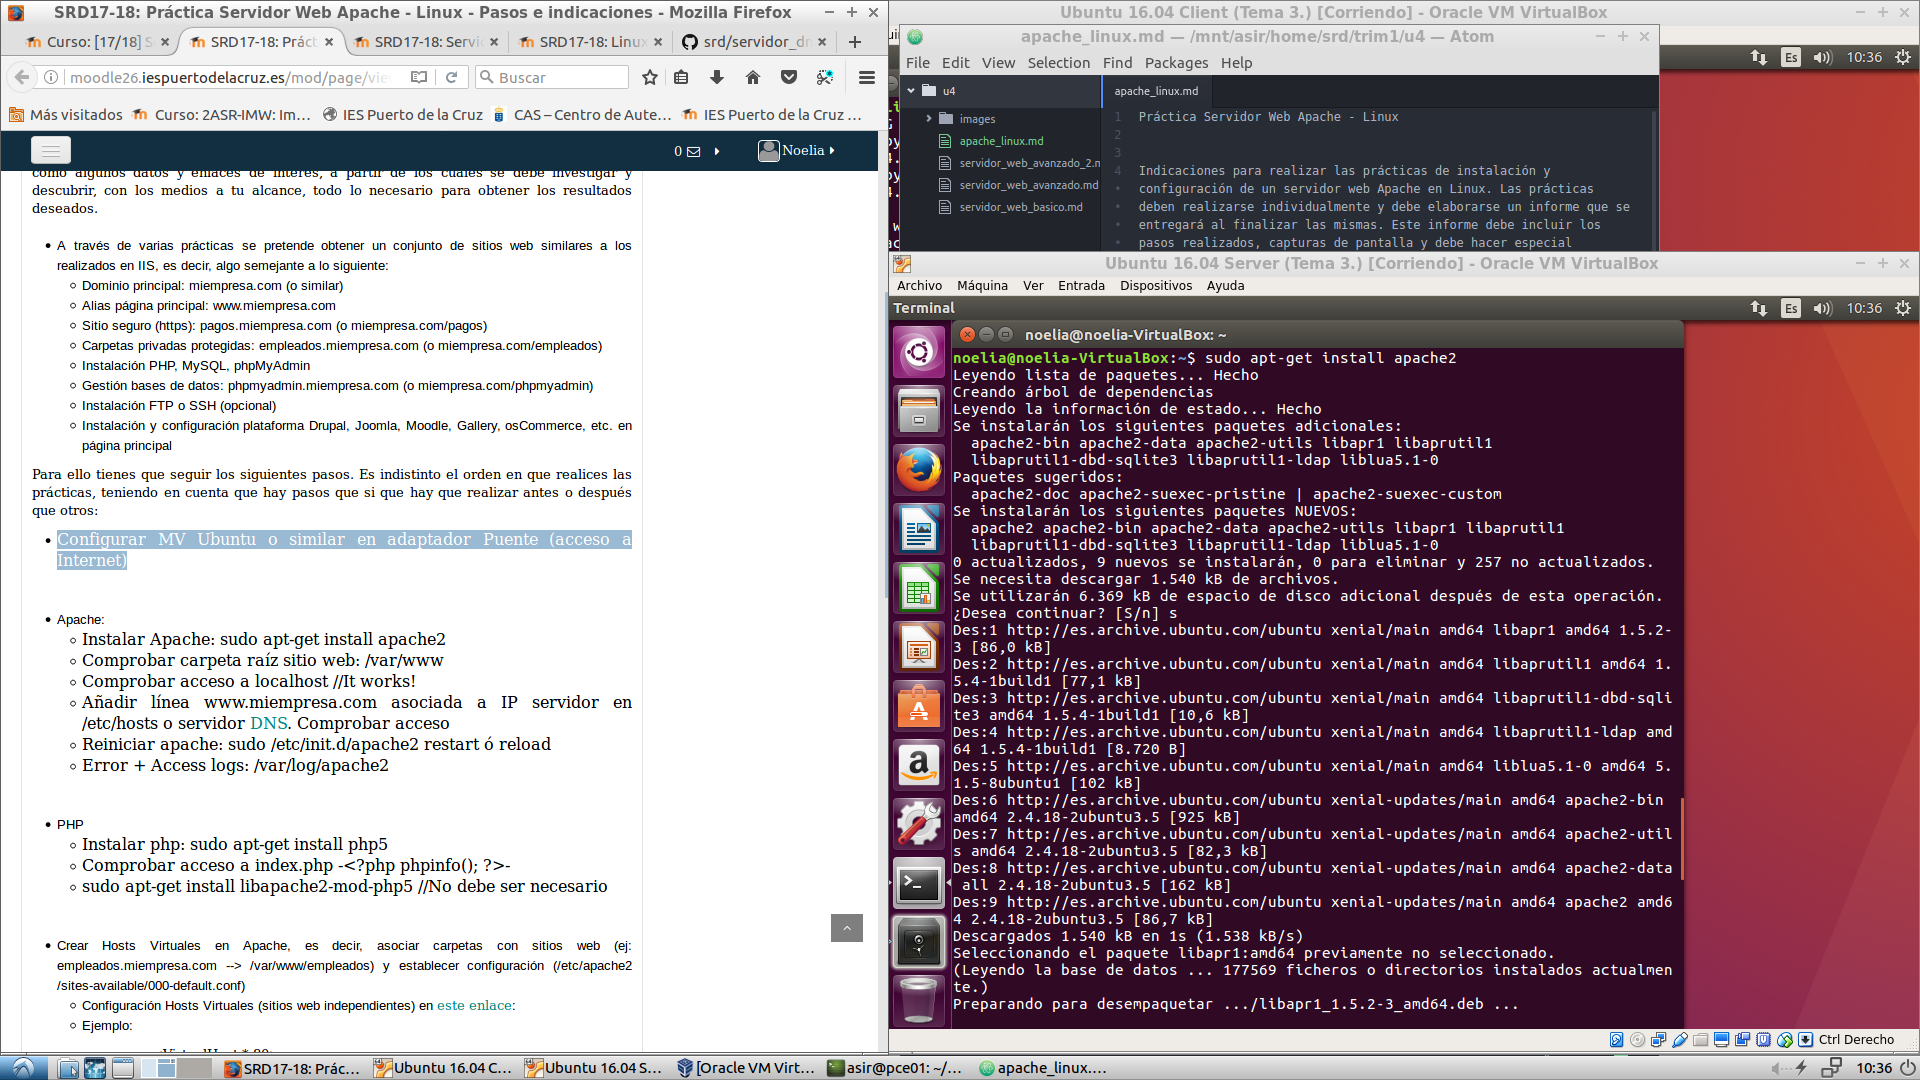 SRD17-18: Práctica Servidor Web Apache - Linux - Pasos e indicaciones - Mozilla Firefox
Curso: [17/18] S
SRD17-18: Práct
SRD17-18: Servi
SRD17-18: Linux
srd/servidor_dn
moodle26.iespuertodelacruz.es/mod/page/vie
Buscar
Más visitados
Curso: 2ASR-IMW: Im...
IES Puerto de la Cruz
CAS – Centro de Aute...
IES Puerto de la Cruz ...
0
Noelia
como algunos datos y enlaces de interés, a partir de los cuales se debe investigar y
descubrir, con los medios a tu alcance, todo lo necesario para obtener los resultados
deseados.
A través de varias prácticas se pretende obtener un conjunto de sitios web similares a los
realizados en IIS, es decir, algo semejante a lo siguiente:
Dominio principal: miempresa.com (o similar)
Alias página principal: www.miempresa.com
Sitio seguro (https): pagos.miempresa.com (o miempresa.com/pagos)
Carpetas privadas protegidas: empleados.miempresa.com (o miempresa.com/empleados)
Instalación PHP, MySQL, phpMyAdmin
Gestión bases de datos: phpmyadmin.miempresa.com (o miempresa.com/phpmyadmin)
Instalación FTP o SSH (opcional)
Instalación y configuración plataforma Drupal, Joomla, Moodle, Gallery, osCommerce, etc. en
página principal
Para ello tienes que seguir los siguientes pasos. Es indistinto el orden en que realices las
prácticas, teniendo en cuenta que hay pasos que si que hay que realizar antes o después
que otros:
Configurar MV Ubuntu o similar en adaptador Puente (acceso a
Internet)
Apache:
Instalar Apache: sudo apt-get install apache2
Comprobar carpeta raíz sitio web: /var/www
Comprobar acceso a localhost //It works!
Añadir línea www.miempresa.com asociada a IP servidor en
/etc/hosts o servidor DNS. Comprobar acceso
Reiniciar apache: sudo /etc/init.d/apache2 restart ó reload
Error + Access logs: /var/log/apache2
PHP
Instalar php: sudo apt-get install php5
Comprobar acceso a index.php -<?php phpinfo(); ?>-
sudo apt-get install libapache2-mod-php5 //No debe ser necesario
Crear Hosts Virtuales en Apache, es decir, asociar carpetas con sitios web (ej:
empleados.miempresa.com --> /var/www/empleados) y establecer configuración (/etc/apache2
/sites-available/000-default.conf)
Configuración Hosts Virtuales (sitios web independientes) en este enlace:
Ejemplo:
Ubuntu 16.04 Client (Tema 3.) [Corriendo] - Oracle VM VirtualBox
Es
10:36
apache_linux.md — /mnt/asir/home/srd/trim1/u4 — Atom
File Edit View Selection Find Packages Help
u4
images
apache_linux.md
servidor_web_avanzado_2.m
servidor_web_avanzado.md
servidor_web_basico.md
apache_linux.md
1 Práctica Servidor Web Apache - Linux
2
3
4 Indicaciones para realizar las prácticas de instalación y
configuración de un servidor web Apache en Linux. Las prácticas
deben realizarse individualmente y debe elaborarse un informe que se
entregará al finalizar las mismas. Este informe debe incluir los
pasos realizados, capturas de pantalla y debe hacer especial
Ubuntu 16.04 Server (Tema 3.) [Corriendo] - Oracle VM VirtualBox
Archivo Máquina Ver Entrada Dispositivos Ayuda
Terminal
Es
10:36
noelia@noelia-VirtualBox: ~
noelia@noelia-VirtualBox:~$ sudo apt-get install apache2
Leyendo lista de paquetes... Hecho
Creando árbol de dependencias
Leyendo la información de estado... Hecho
Se instalarán los siguientes paquetes adicionales:
apache2-bin apache2-data apache2-utils libapr1 libaprutil1
libaprutil1-dbd-sqlite3 libaprutil1-ldap liblua5.1-0
Paquetes sugeridos:
apache2-doc apache2-suexec-pristine | apache2-suexec-custom
Se instalarán los siguientes paquetes NUEVOS:
apache2 apache2-bin apache2-data apache2-utils libapr1 libaprutil1
libaprutil1-dbd-sqlite3 libaprutil1-ldap liblua5.1-0
0 actualizados, 9 nuevos se instalarán, 0 para eliminar y 257 no actualizados.
Se necesita descargar 1.540 kB de archivos.
Se utilizarán 6.369 kB de espacio de disco adicional después de esta operación.
¿Desea continuar? [S/n] s
Des:1 http://es.archive.ubuntu.com/ubuntu xenial/main amd64 libapr1 amd64 1.5.2-
3 [86,0 kB]
Des:2 http://es.archive.ubuntu.com/ubuntu xenial/main amd64 libaprutil1 amd64 1.
5.4-1build1 [77,1 kB]
Des:3 http://es.archive.ubuntu.com/ubuntu xenial/main amd64 libaprutil1-dbd-sqli
te3 amd64 1.5.4-1build1 [10,6 kB]
Des:4 http://es.archive.ubuntu.com/ubuntu xenial/main amd64 libaprutil1-ldap amd
64 1.5.4-1build1 [8.720 B]
Des:5 http://es.archive.ubuntu.com/ubuntu xenial/main amd64 liblua5.1-0 amd64 5.
1.5-8ubuntu1 [102 kB]
Des:6 http://es.archive.ubuntu.com/ubuntu xenial-updates/main amd64 apache2-bin
amd64 2.4.18-2ubuntu3.5 [925 kB]
Des:7 http://es.archive.ubuntu.com/ubuntu xenial-updates/main amd64 apache2-util
s amd64 2.4.18-2ubuntu3.5 [82,3 kB]
Des:8 http://es.archive.ubuntu.com/ubuntu xenial-updates/main amd64 apache2-data
all 2.4.18-2ubuntu3.5 [162 kB]
Des:9 http://es.archive.ubuntu.com/ubuntu xenial-updates/main amd64 apache2 amd6
4 2.4.18-2ubuntu3.5 [86,7 kB]
Descargados 1.540 kB en 1s (1.538 kB/s)
Seleccionando el paquete libapr1:amd64 previamente no seleccionado.
(Leyendo la base de datos ... 177569 ficheros o directorios instalados actualmen
te.)
Preparando para desempaquetar .../libapr1_1.5.2-3_amd64.deb ...
Ctrl Derecho
SRD17-18: Prác...
Ubuntu 16.04 C...
Ubuntu 16.04 S...
[Oracle VM Virt...
asir@pce01: ~/...
apache_linux....
10:36